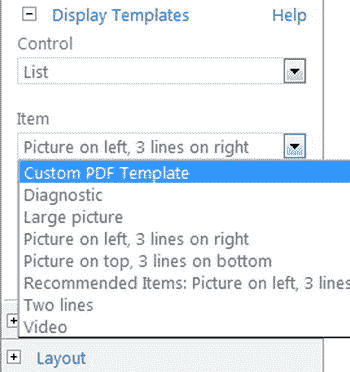 Display Templates Help
Control
List
Item
Picture on left, 3 lines on right
Custom PDF Template
Diagnostic
Large picture
Picture on left, 3 lines on right
Picture on top, 3 lines on bottom
Recommended Items: Picture on left, 3 lines
Two lines
Video
Layout